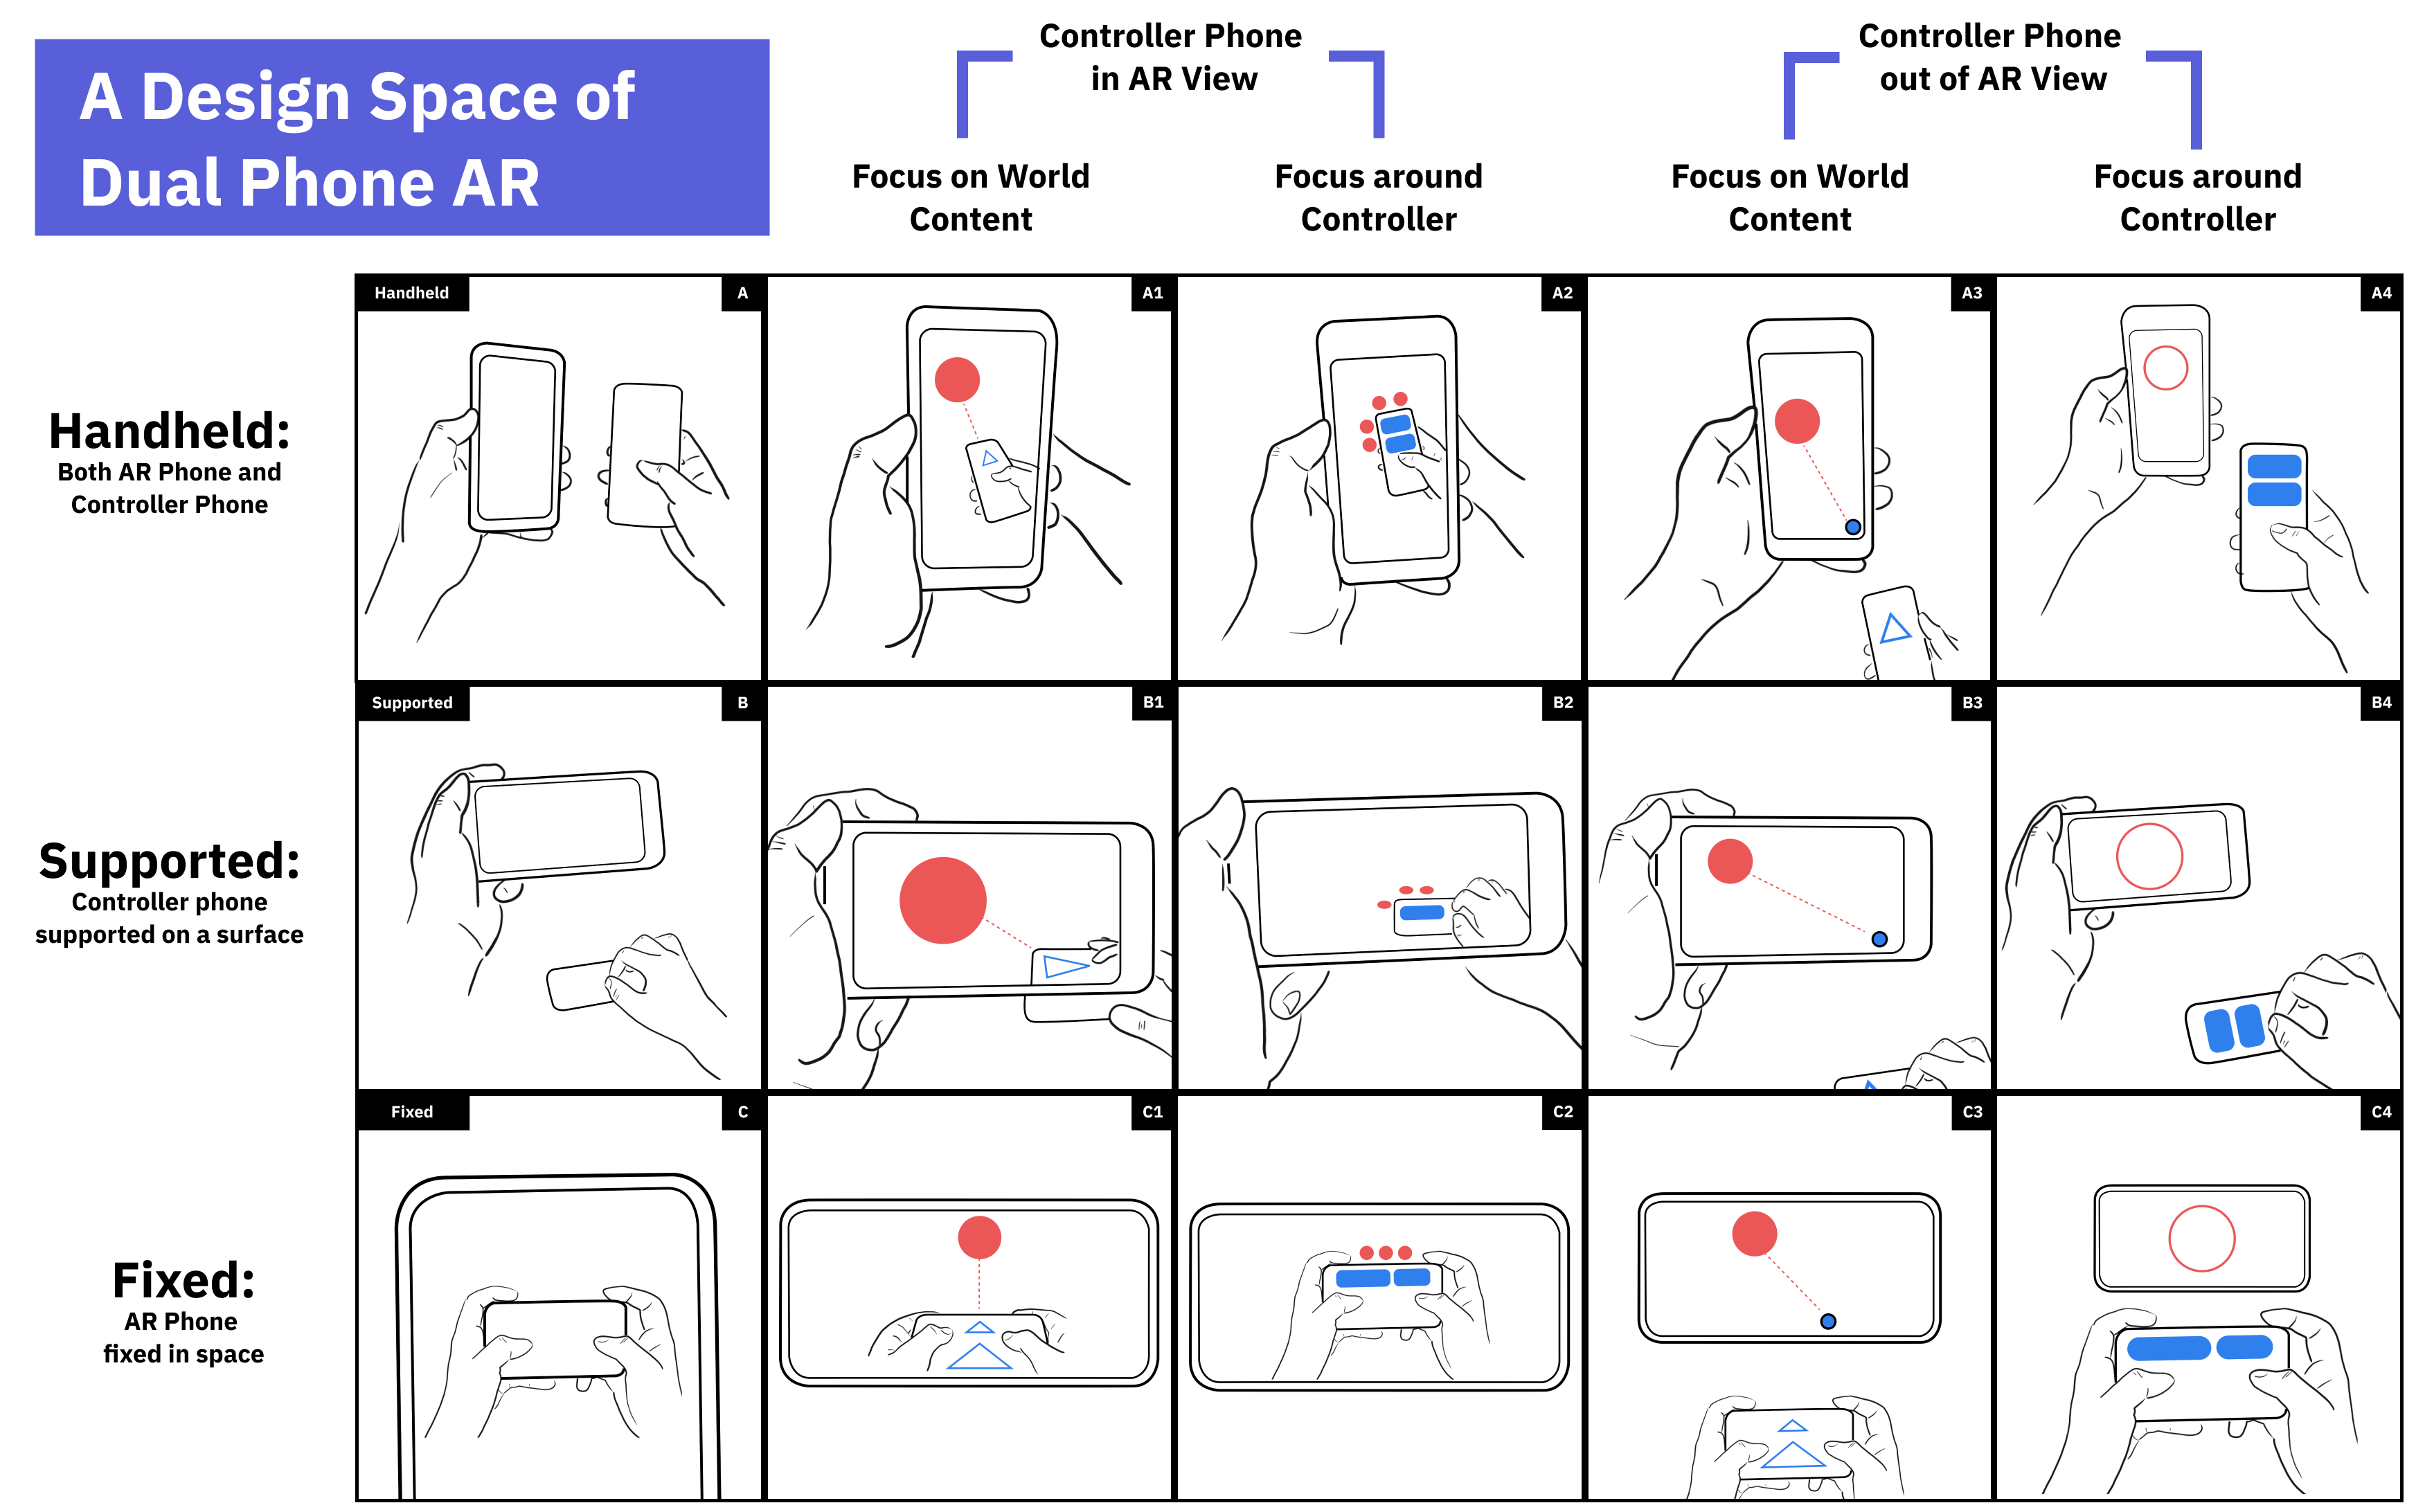 A Design Space of
Dual Phone AR
Controller Phone
in AR View
Controller Phone
out of AR View
Focus on World
Content
Focus around
Controller
Focus on World
Content
Focus around
Controller
Handheld:
Both AR Phone and
Controller Phone
Handheld
A
A1
A2
A3
A4
Supported:
Controller phone
supported on a surface
Supported
B
B1
B2
B3
B4
Fixed:
AR Phone
fixed in space
Fixed
C
C1
C2
C3
C4